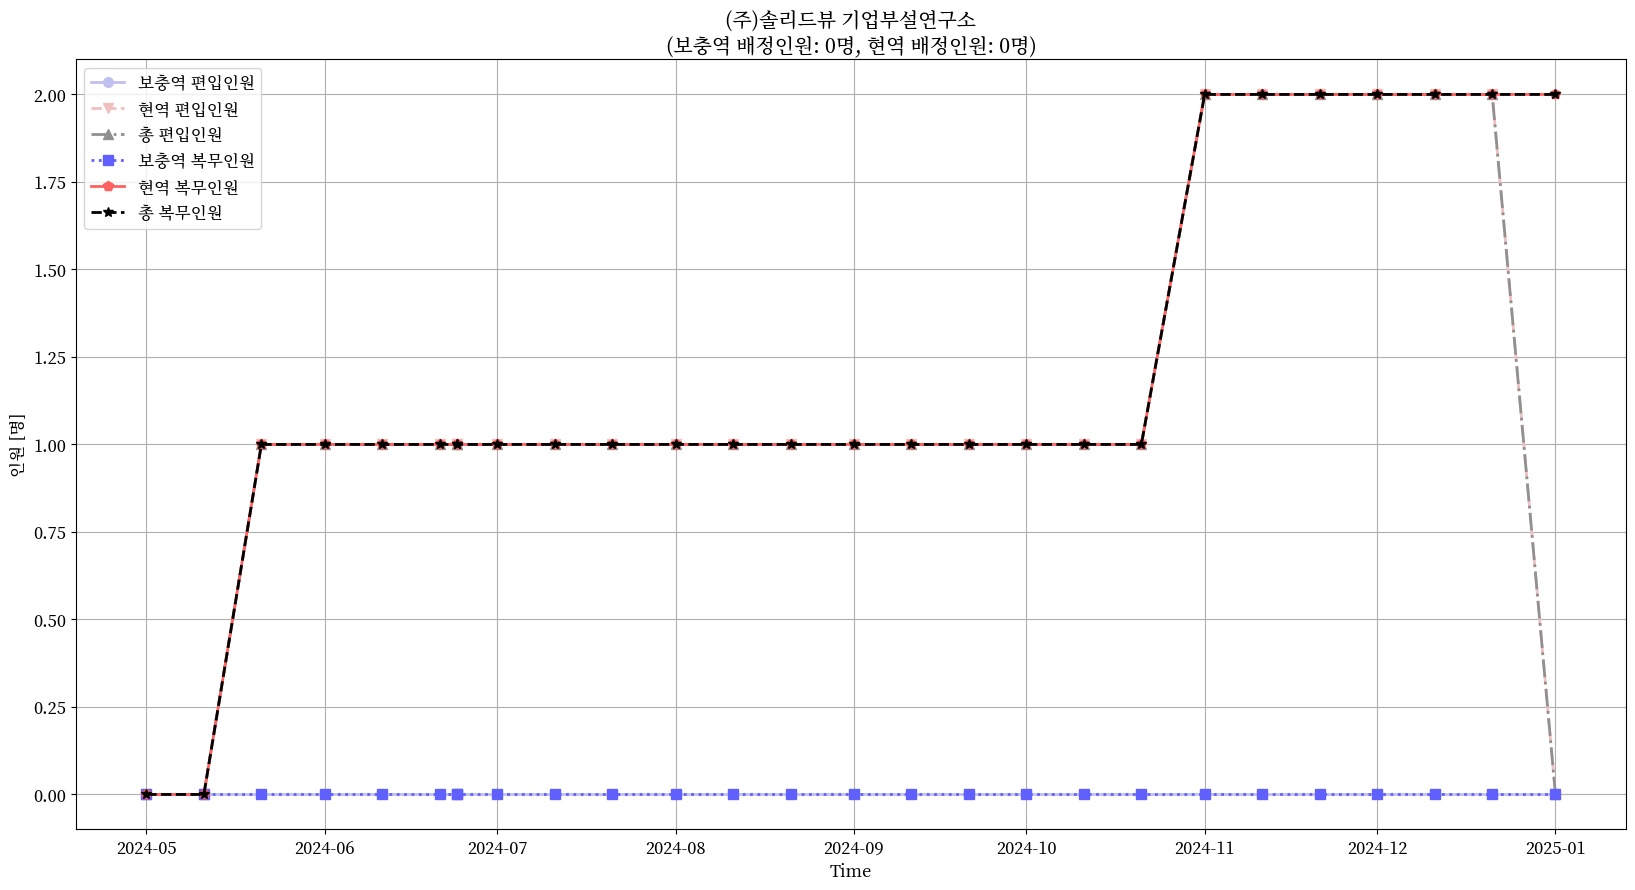 (주)솔리드뷰 기업부설연구소
(보충역 배정인원: 0명, 현역 배정인원: 0명)
보충역 편입인원
현역 편입인원
총 편입인원
보충역 복무인원
현역 복무인원
총 복무인원
인원 [명]
2.00
1.75
1.50
1.25
1.00
0.75
0.50
0.25
0.00
2024-05
2024-06
2024-07
2024-08
2024-09
2024-10
2024-11
2024-12
2025-01
Time